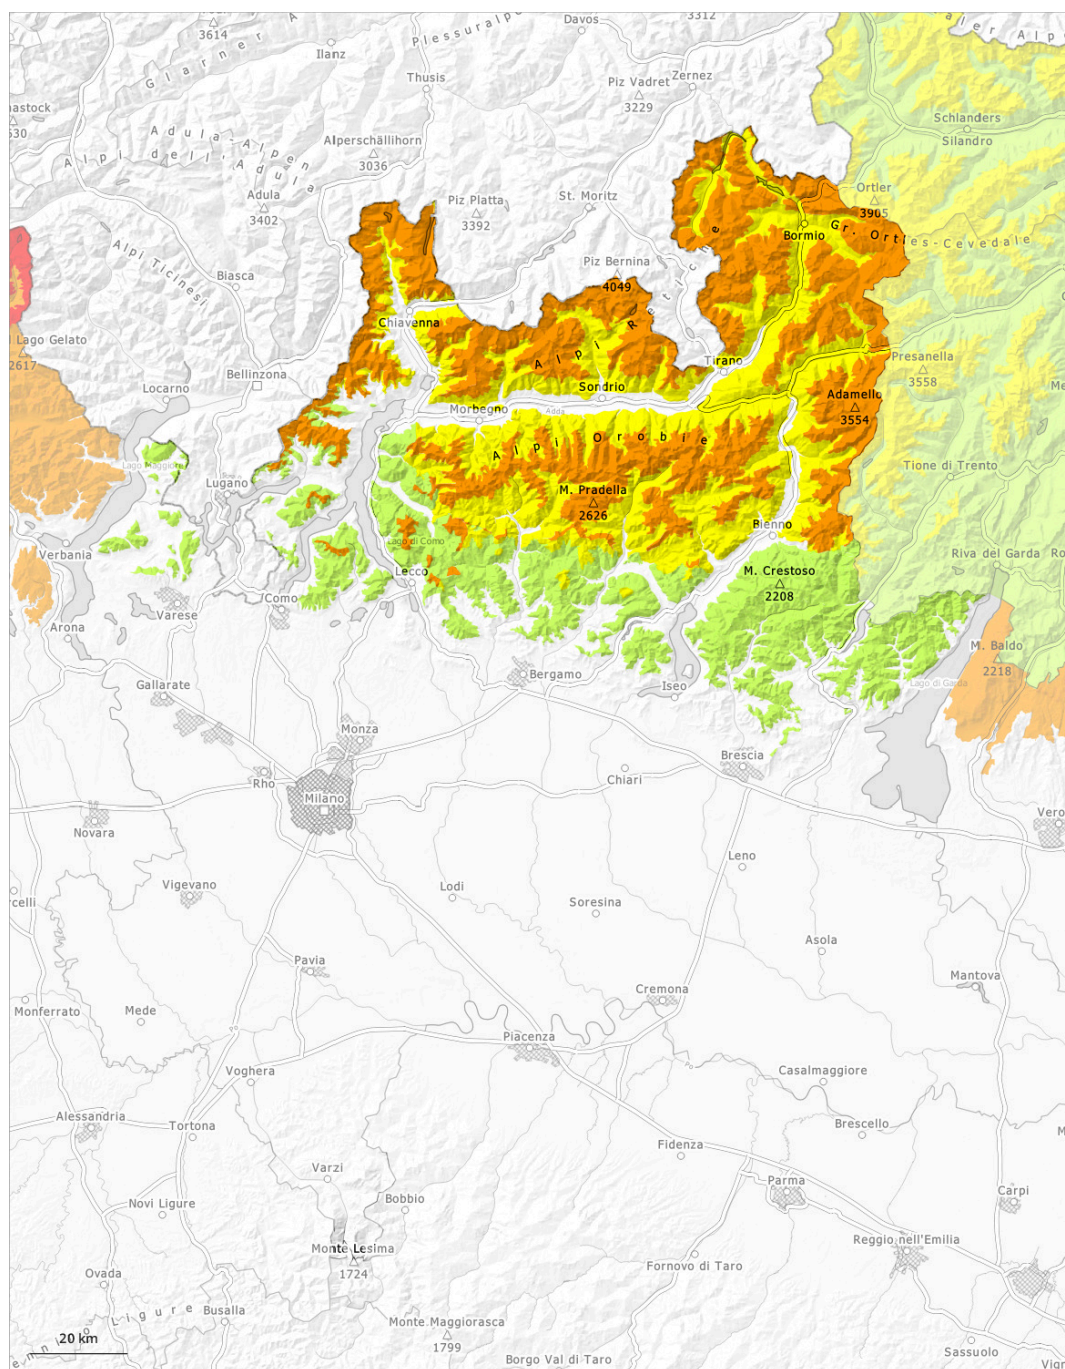 3614
Glarner A
Ilanz
Plessuralpen
Davos
3312
Thusis
Piz Vadret
3229
Zernez
Adula-Alpen
Alpi dell'Adula
Alperschällihorn
3036
Schlanders
Silandro
Adula
3402
Piz Platta
3392
St. Moritz
Ortler
3905
Alpi Ticinesi
Biasca
Bormio
Gr. Ortles-Cevedale
Piz Bernina
4049
Lago Gelato
2617
Chiavenna
Alpi Retiche
Locarno
Bellinzona
Tirano
Presanella
3558
Sondrio
Adamello
3554
Morbegno
Adda
Alpi Orobie
Lago Maggiore
Lugano
M. Pradella
2626
Tione di Trento
Bienno
Verbania
Lago di Como
Riva del Garda
Lecco
M. Crestoso
2208
Varese
Como
Arona
M. Baldo
2218
Gallarate
Bergamo
Iseo
Lago di Garda
Monza
Brescia
Rho
Chiari
Milano
Novara
Vero
Leno
Vigevano
Lodi
Soresina
rcelli
Asola
Pavia
Mantova
Cremona
Monferrato
Mede
Po
Piacenza
Po
Voghera
Casalmaggiore
Alessandria
Tortona
Brescello
Fidenza
Varzi
Parma
Carpi
Novi Ligure
Bobbio
Monte Lesima
1724
Reggio nell'Emilia
Fornovo di Taro
Ovada
Ligure
Busalla
Monte Maggiorasca
1799
20 km
Sassuolo
Borgo Val di Taro